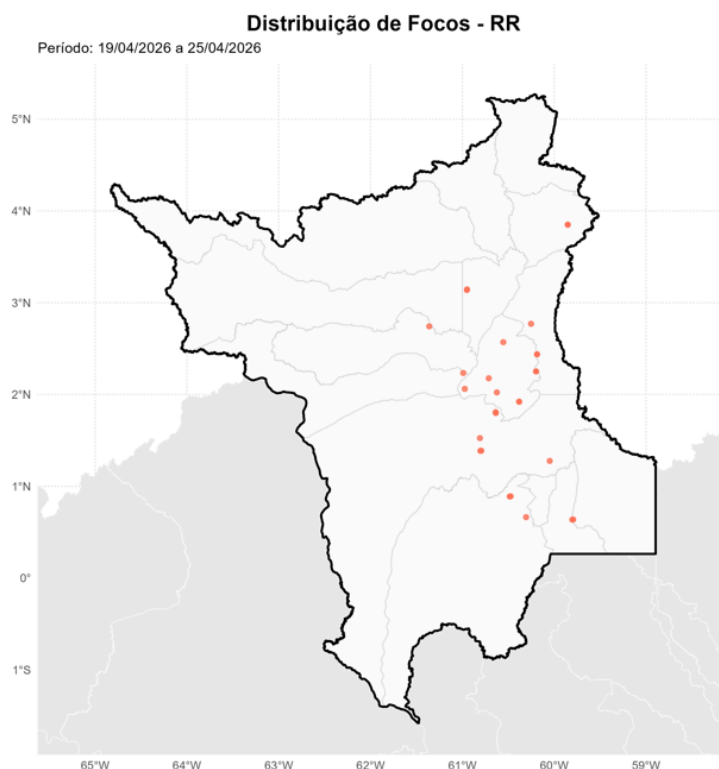 Distribuição de Focos - RR
Período: 19/04/2026 a 25/04/2026
5°N
4°N
3°N
2°N
1°N
0°
1°S
65°W 64°W 63°W 62°W 61°W 60°W 59°W